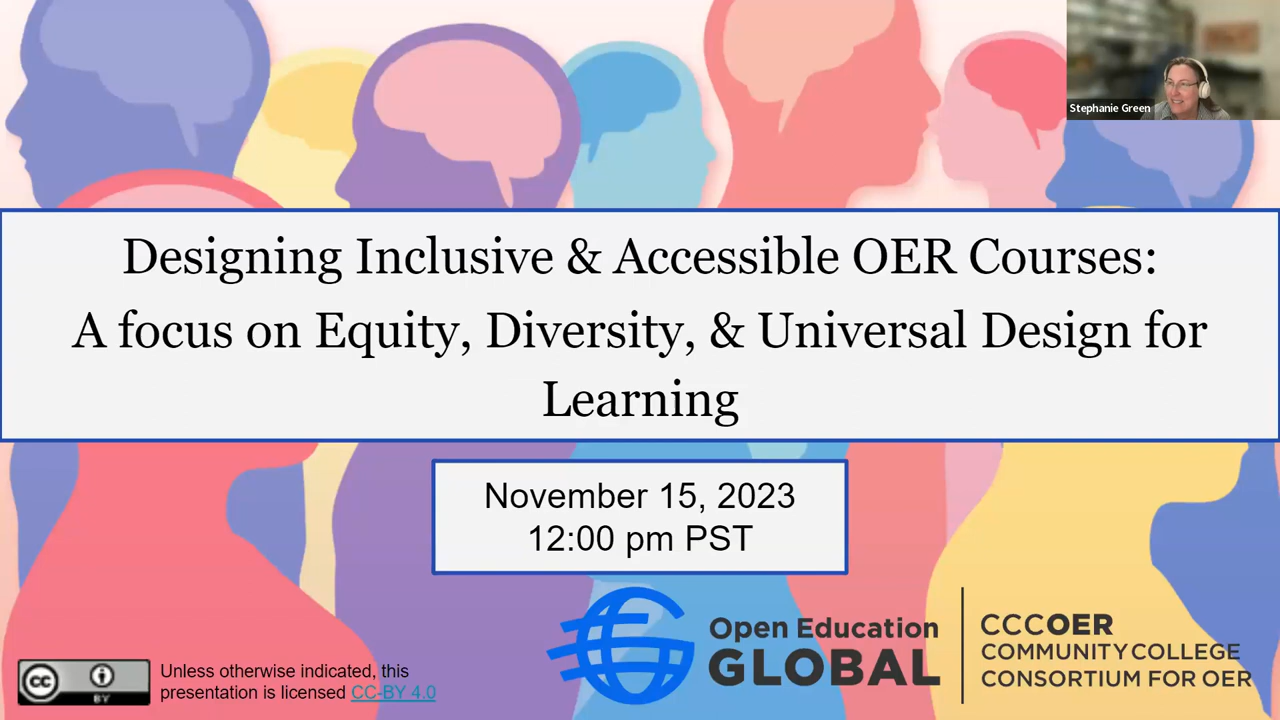 Stephanie Green
Designing Inclusive & Accessible OER Courses:
A focus on Equity, Diversity, & Universal Design for
Learning
November 15, 2023
12:00 pm PST
Open Education
GLOBAL
CCCOER
COMMUNITY COLLEGE
CONSORTIUM FOR OER
cc
BY
Unless otherwise indicated, this
presentation is licensed CC-BY 4.0